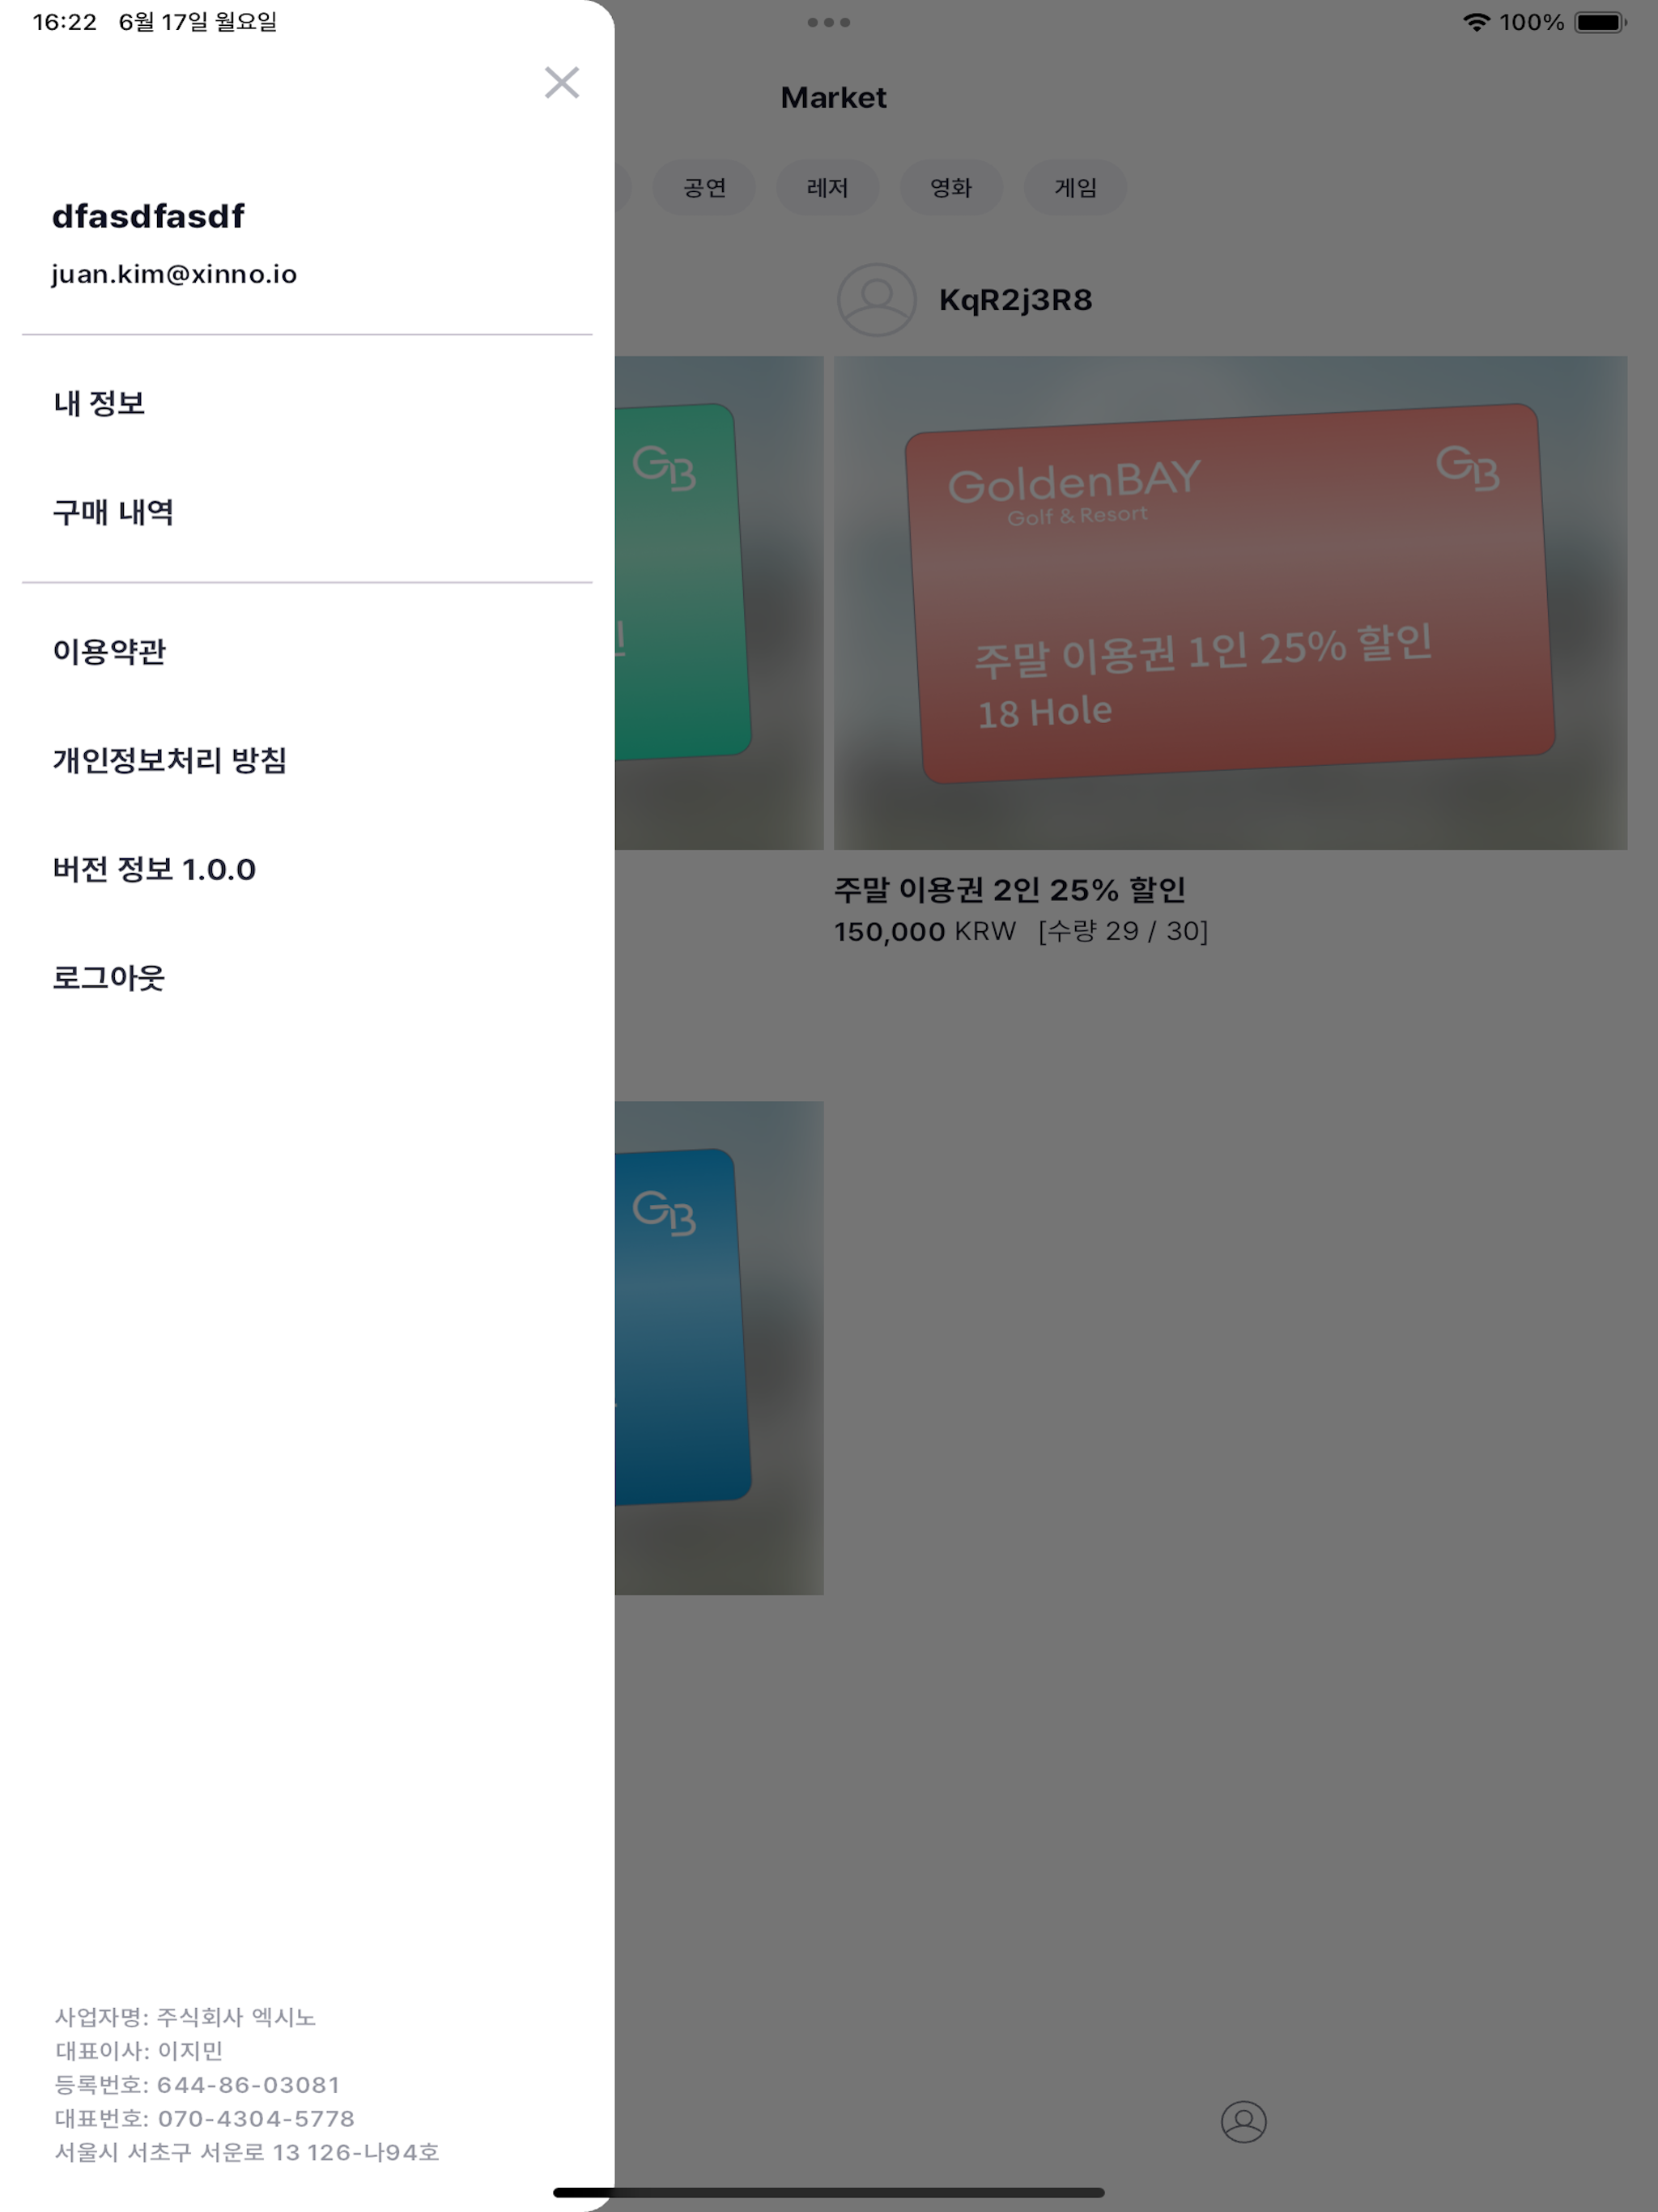 16:22 6월 17일 월요일
100%
Market
공연 레저 영화 게임
dfasdfasdf
juan.kim@xinno.io
내 정보
구매 내역
이용약관
개인정보처리 방침
버전 정보 1.0.0
로그아웃
사업자명: 주식회사 엑시노
대표이사: 이지민
등록번호: 644-86-03081
대표번호: 070-4304-5778
서울시 서초구 서운로 13 126-나94호
GB
KqR2j3R8
GoldenBAY GB
Golf & Resort
주말 이용권 1인 25% 할인
18 Hole
주말 이용권 2인 25% 할인
150,000 KRW [수량 29 / 30]
GB